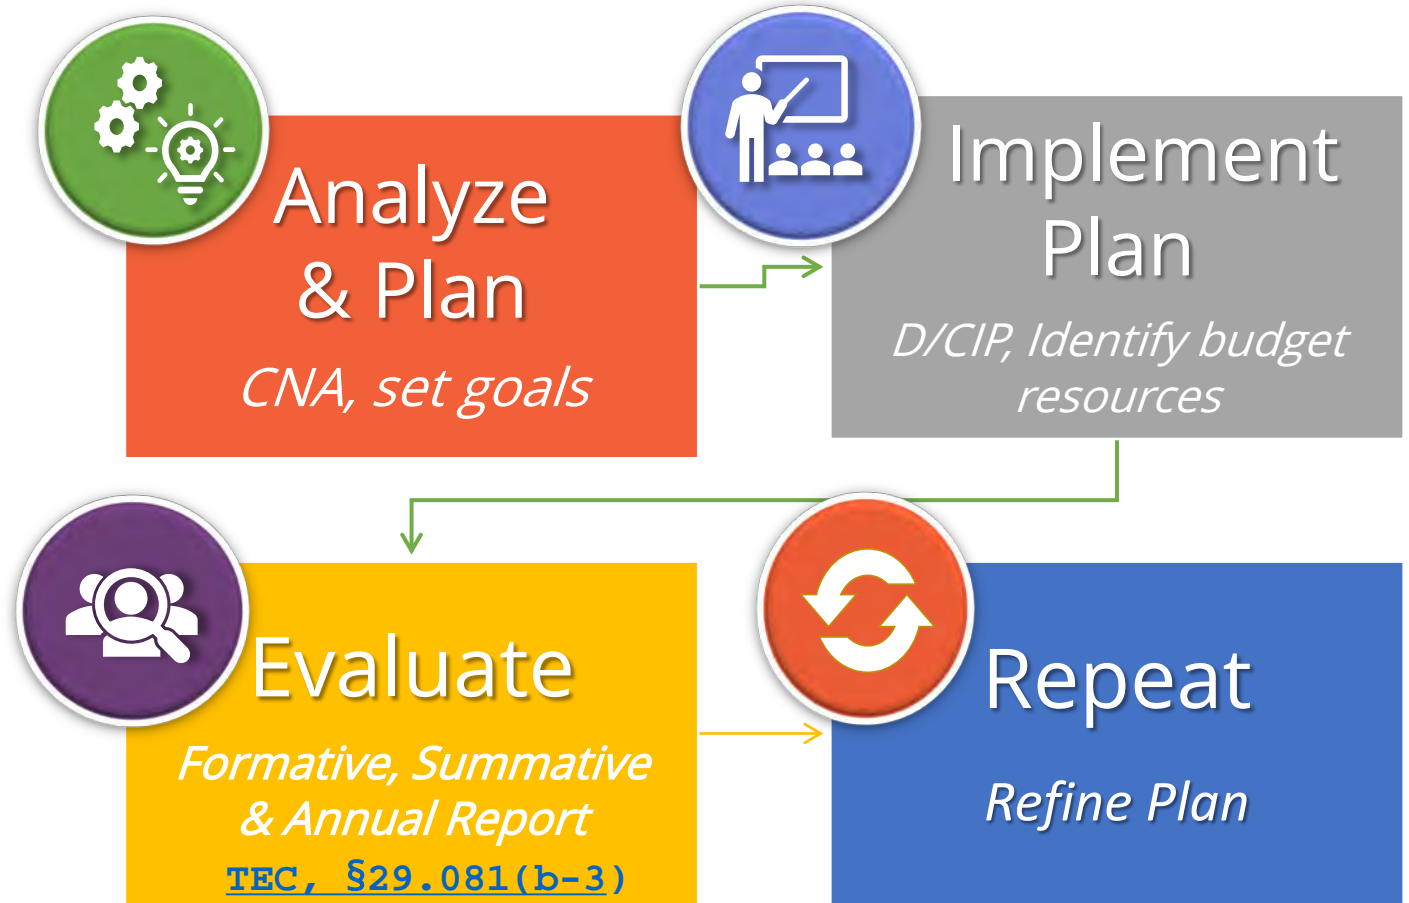 Analyze
& Plan
CNA, set goals
Implement
Plan
D/CIP, Identify budget
resources
Evaluate
Formative, Summative
& Annual Report
TEC, §29.081(b-3)
Repeat
Refine Plan